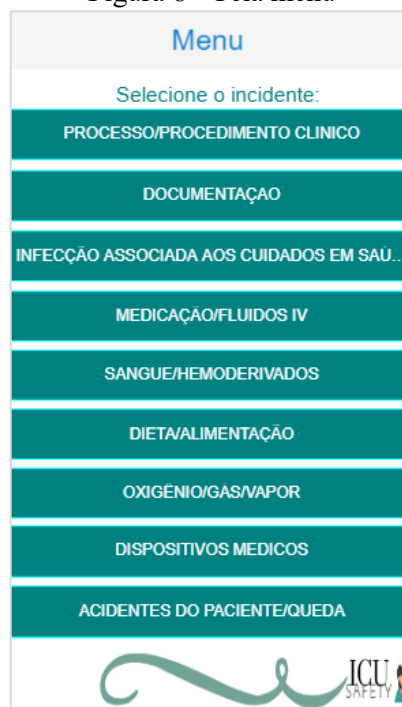 Menu
Selecione o incidente:
PROCESSO/PROCEDIMENTO CLINICO
DOCUMENTAÇAO
INFECÇÃO ASSOCIADA AOS CUIDADOS EM SAÚ...
MEDICAÇÃO/FLUIDOS IV
SANGUE/HEMODERIVADOS
DIETA/ALIMENTAÇÃO
OXIGÊNIO/GÁS/VAPOR
DISPOSITIVOS MEDICOS
ACIDENTES DO PACIENTE/QUEDA
ICU
SAFETY